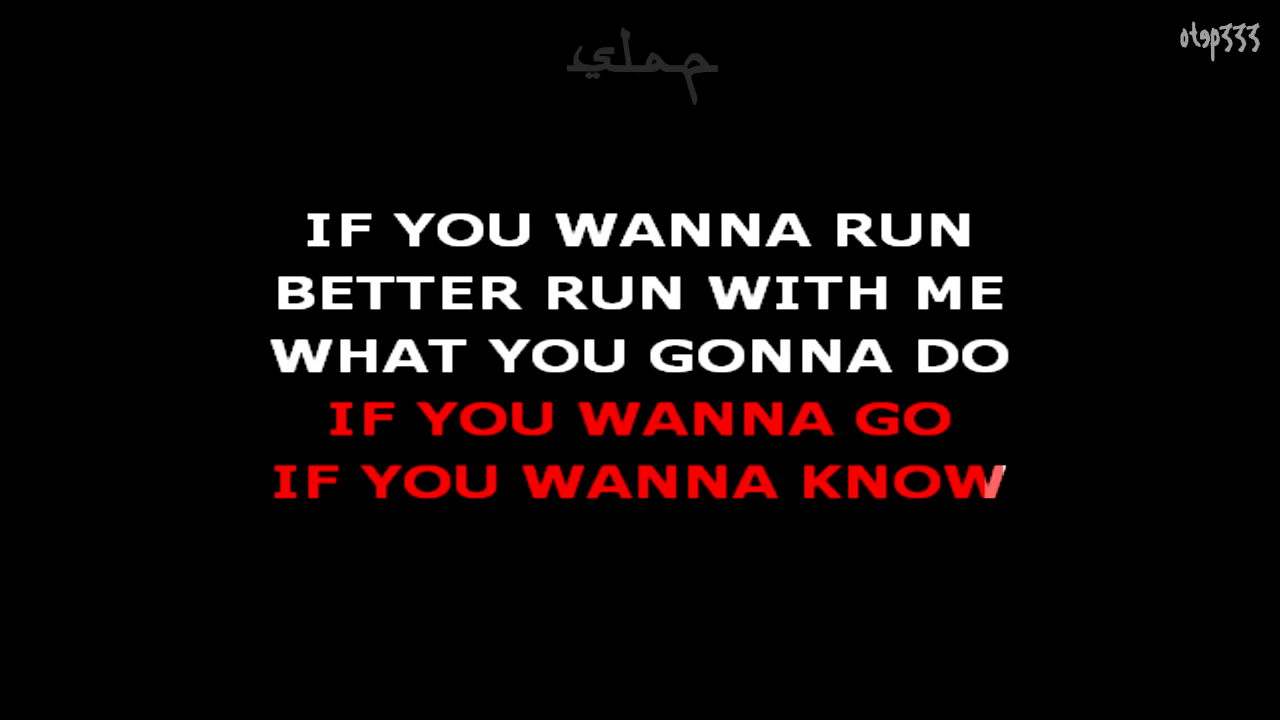 otep333
IF YOU WANNA RUN
BETTER RUN WITH ME
WHAT YOU GONNA DO
IF YOU WANNA GO
IF YOU WANNA KNOW